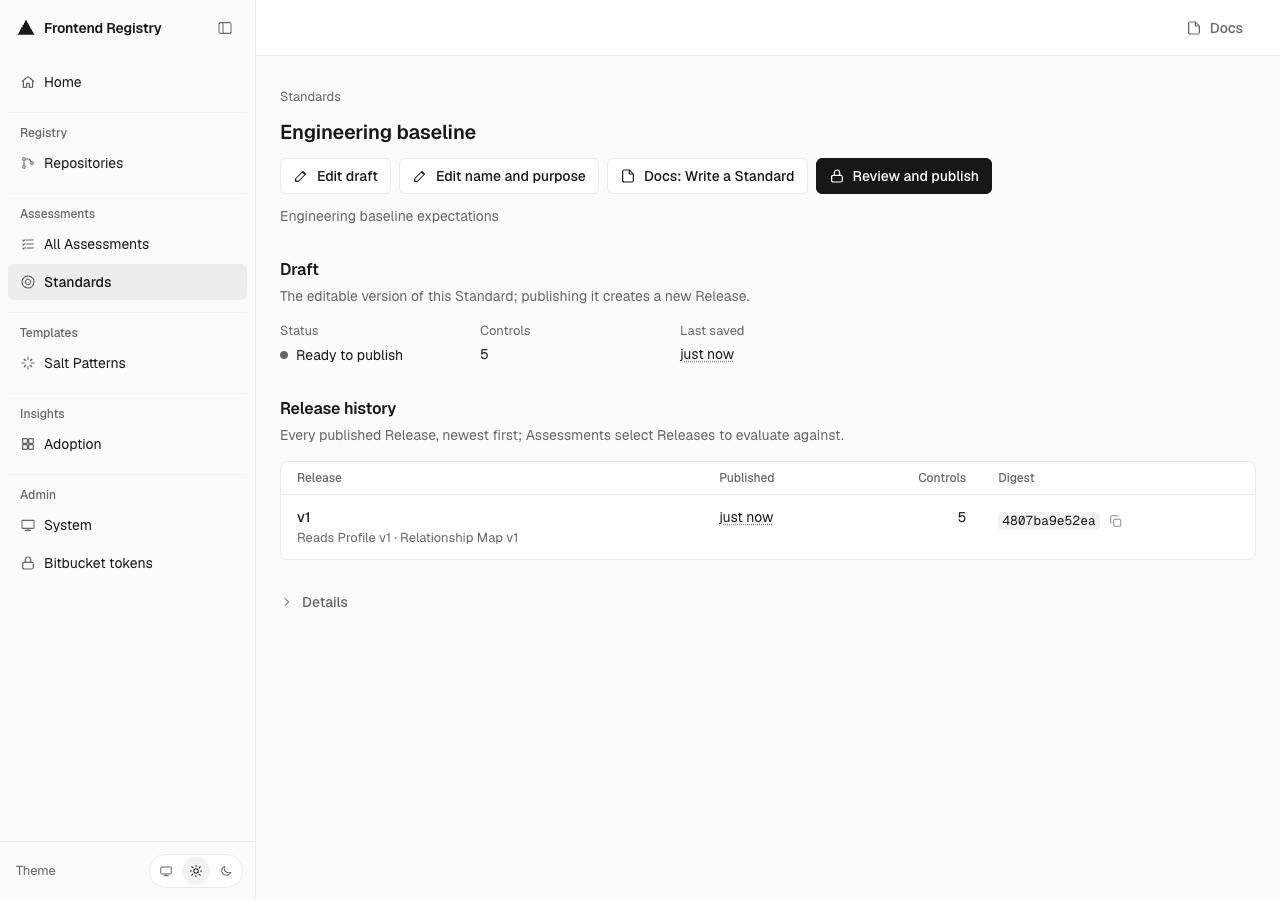 Frontend Registry
Docs
Home
Registry
Repositories
Assessments
All Assessments
Standards
Templates
Salt Patterns
Insights
Adoption
Admin
System
Bitbucket tokens
Theme
Standards
Engineering baseline
Edit draft
Edit name and purpose
Docs: Write a Standard
Review and publish
Engineering baseline expectations
Draft
The editable version of this Standard; publishing it creates a new Release.
Status
Controls
Last saved
Ready to publish
5
just now
Release history
Every published Release, newest first; Assessments select Releases to evaluate against.
Release
Published
Controls
Digest
v1
just now
5
4807ba9e52ea
Reads Profile v1 · Relationship Map v1
Details